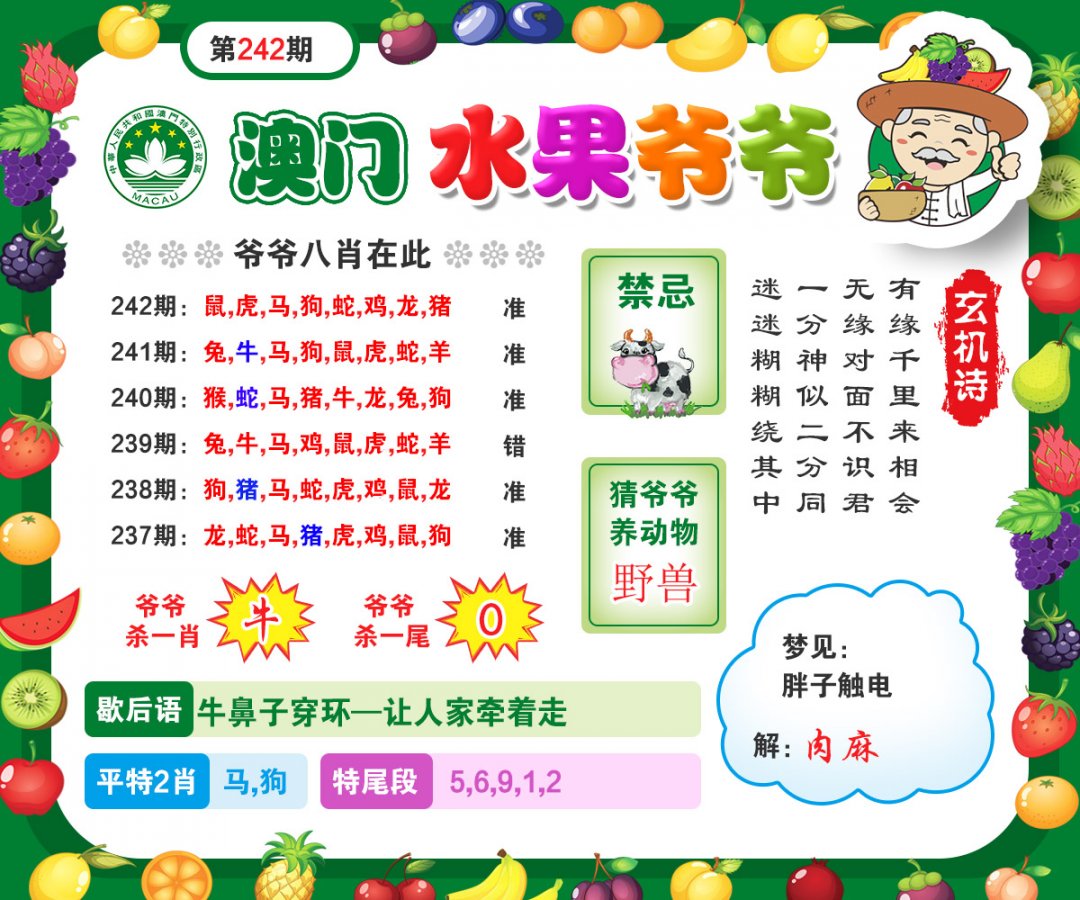 第242期
中華人民共和國澳門特別行政區
MACAU
澳门
水果爷爷
爷爷八肖在此
242期：鼠,虎,马,狗,蛇,鸡,龙,猪 准
241期：兔,牛,马,狗,鼠,虎,蛇,羊 准
240期：猴,蛇,马,猪,牛,龙,兔,狗 准
239期：兔,牛,马,鸡,鼠,虎,蛇,羊 错
238期：狗,猪,马,蛇,虎,鸡,鼠,龙 准
237期：龙,蛇,马,猪,虎,鸡,鼠,狗 准
爷爷
杀一肖
牛
爷爷
杀一尾
0
禁忌
猜爷爷
养动物
野兽
玄机诗
有缘千里来相会
无缘对面不识君
一分神似二分同
迷迷糊糊绕其中
歇后语
牛鼻子穿环—让人家牵着走
平特2肖
马,狗
特尾段
5,6,9,1,2
梦见：
胖子触电
解：肉麻